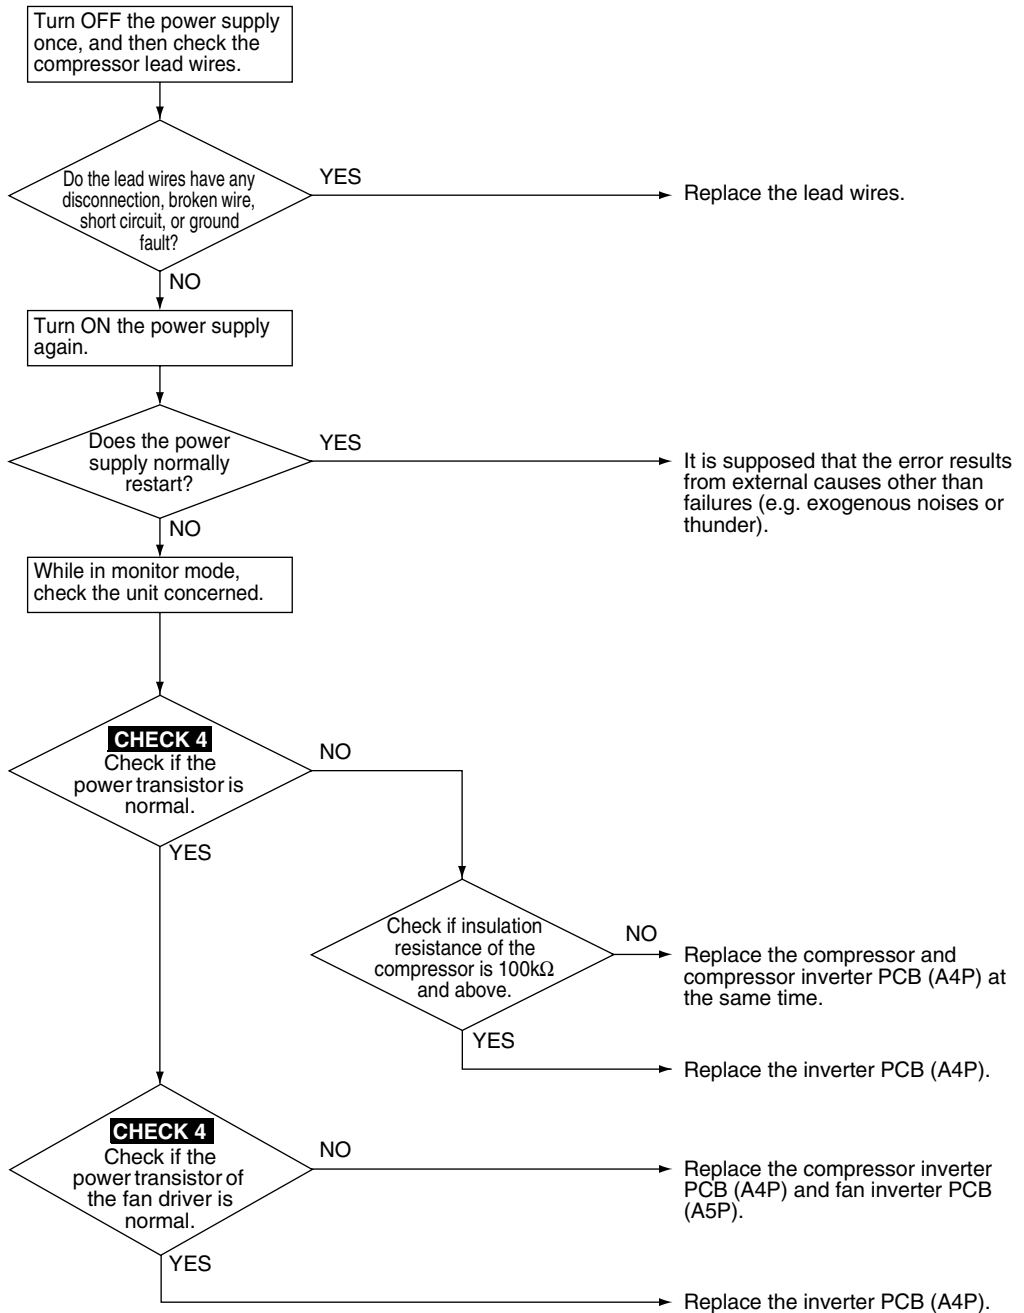 Turn OFF the power supply
once, and then check the
compressor lead wires.
Do the lead wires have any
disconnection, broken wire,
short circuit, or ground
fault?
YES
Replace the lead wires.
NO
Turn ON the power supply
again.
Does the power
supply normally
restart?
YES
It is supposed that the error results
from external causes other than
failures (e.g. exogenous noises or
thunder).
NO
While in monitor mode,
check the unit concerned.
CHECK 4
Check if the
power transistor is
normal.
NO
YES
Check if insulation
resistance of the
compressor is 100kΩ
and above.
NO
Replace the compressor and
compressor inverter PCB (A4P) at
the same time.
YES
Replace the inverter PCB (A4P).
CHECK 4
Check if the
power transistor of
the fan driver is
normal.
NO
Replace the compressor inverter
PCB (A4P) and fan inverter PCB
(A5P).
YES
Replace the inverter PCB (A4P).